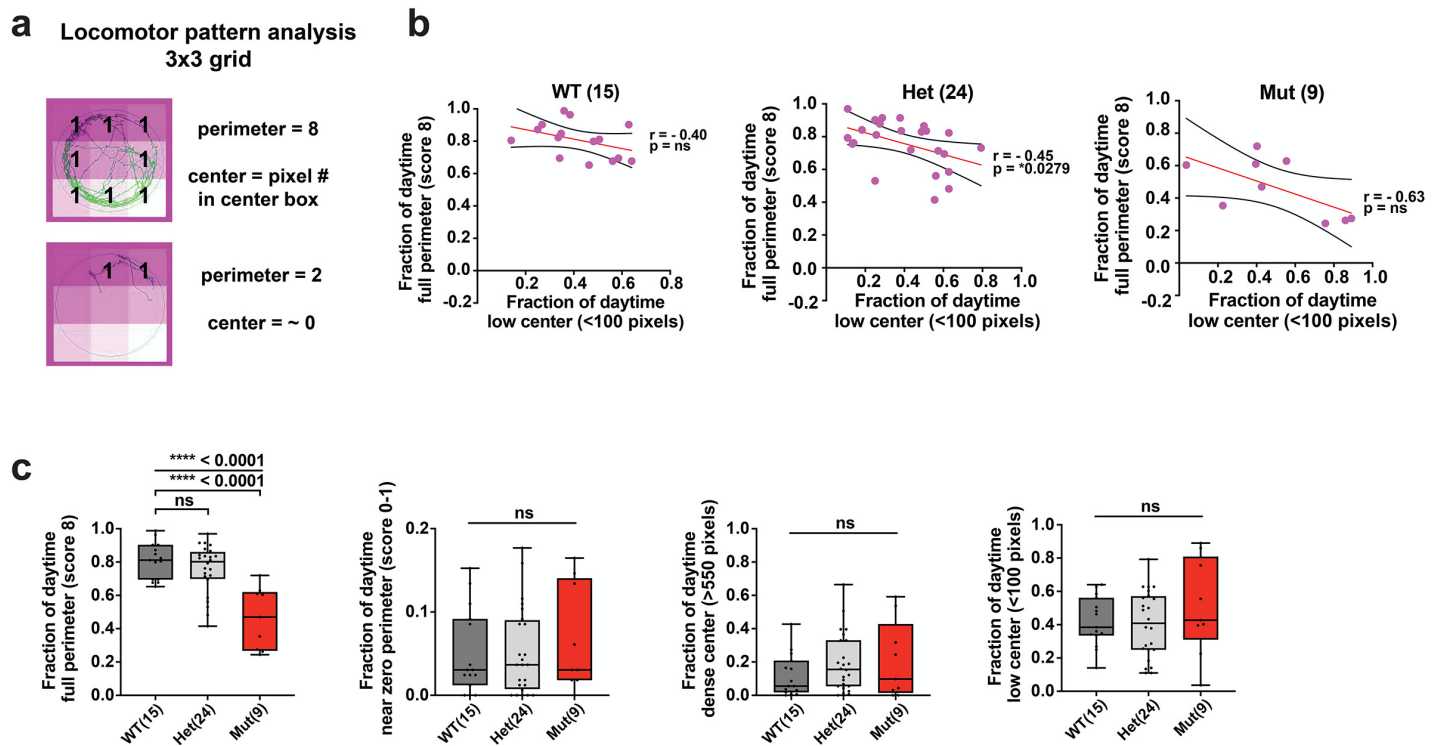 a
Locomotor pattern analysis
3x3 grid
1 1 1
1 1
1 1 1
perimeter = 8
center = pixel #
in center box
1 1
perimeter = 2
center = ~ 0
b
WT (15)
Fraction of daytime
full perimeter (score 8)
1.0
0.8
0.6
0.4
0.2
0.0
-0.2
0.2 0.4 0.6 0.8
r = - 0.40
p = ns
Fraction of daytime
low center (<100 pixels)
Het (24)
Fraction of daytime
full perimeter (score 8)
1.0
0.8
0.6
0.4
0.2
0.0
-0.2
0.2 0.4 0.6 0.8 1.0
r = - 0.45
p = *0.0279
Fraction of daytime
low center (<100 pixels)
Mut (9)
Fraction of daytime
full perimeter (score 8)
1.0
0.8
0.6
0.4
0.2
0.0
-0.2
0.2 0.4 0.6 0.8 1.0
r = - 0.63
p = ns
Fraction of daytime
low center (<100 pixels)
c
**** < 0.0001
**** < 0.0001
ns
Fraction of daytime
full perimeter (score 8)
1.0
0.8
0.6
0.4
0.2
0.0
WT(15) Het(24) Mut(9)
ns
Fraction of daytime
near zero perimeter (score 0-1)
0.2
0.1
0.0
WT(15) Het(24) Mut(9)
ns
Fraction of daytime
dense center (>550 pixels)
1.0
0.8
0.6
0.4
0.2
0.0
WT(15) Het(24) Mut(9)
ns
Fraction of daytime
low center (<100 pixels)
1.0
0.8
0.6
0.4
0.2
0.0
WT(15) Het(24) Mut(9)